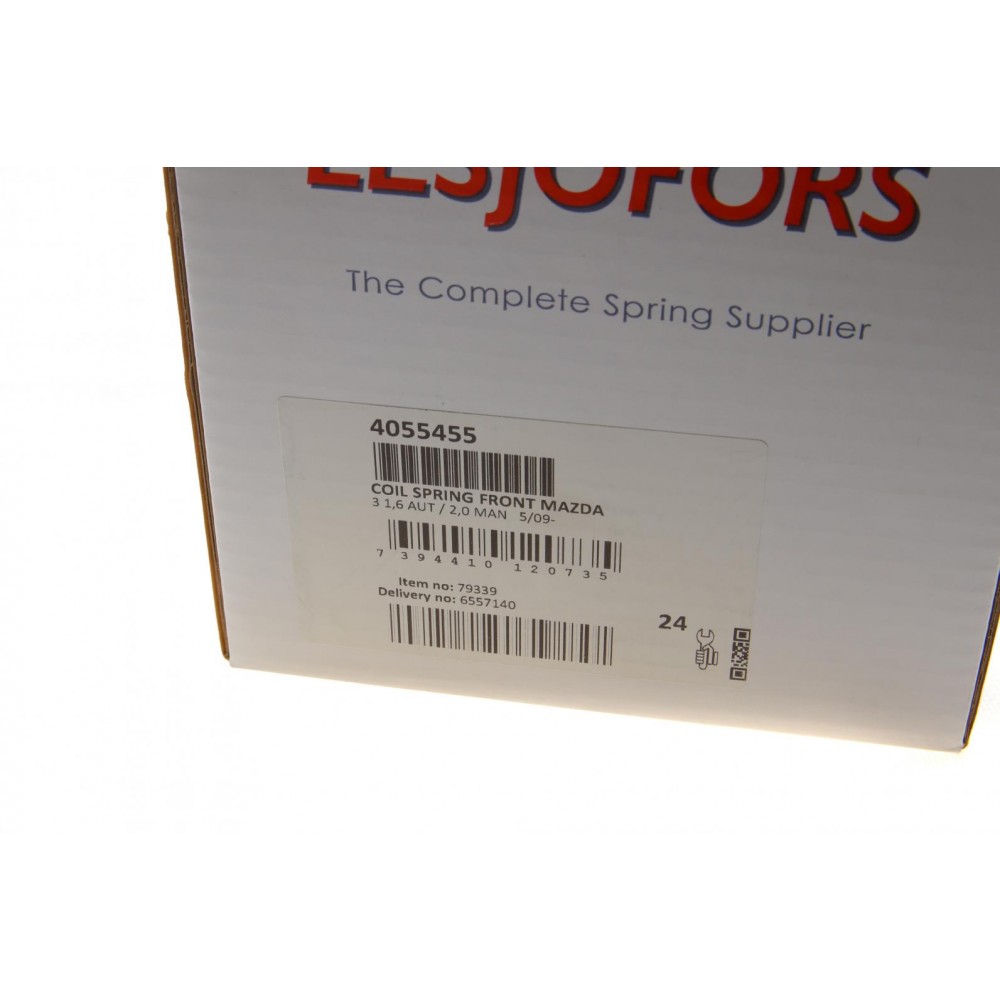 LESJOFORS
The Complete Spring Supplier
4055455
COIL SPRING FRONT MAZDA
3 1,6 AUT / 2,0 MAN 5/09-
7 394410 120735
Item no: 79339
Delivery no: 6557140
24